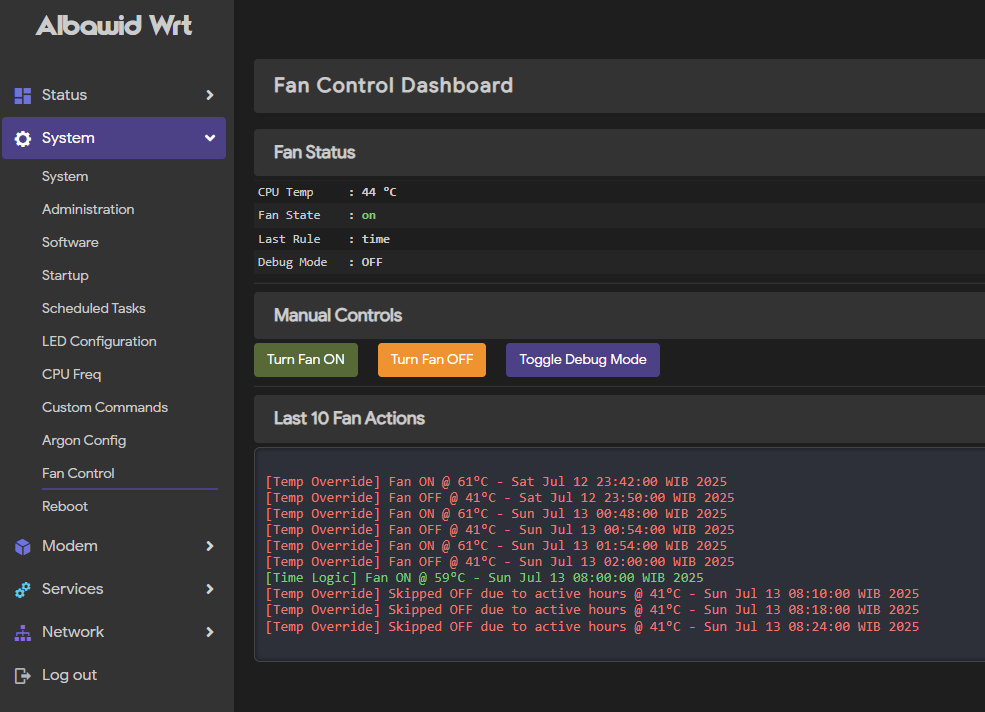 Albawid Wrt
Status
System
System
Administration
Software
Startup
Scheduled Tasks
LED Configuration
CPU Freq
Custom Commands
Argon Config
Fan Control
Reboot
Modem
Services
Network
Log out
Fan Control Dashboard
Fan Status
CPU Temp : 44 °C
Fan State : on
Last Rule : time
Debug Mode : OFF
Manual Controls
Turn Fan ON Turn Fan OFF Toggle Debug Mode
Last 10 Fan Actions
[Temp Override] Fan ON @ 61°C - Sat Jul 12 23:42:00 WIB 2025
[Temp Override] Fan OFF @ 41°C - Sat Jul 12 23:50:00 WIB 2025
[Temp Override] Fan ON @ 61°C - Sun Jul 13 00:48:00 WIB 2025
[Temp Override] Fan OFF @ 41°C - Sun Jul 13 00:54:00 WIB 2025
[Temp Override] Fan ON @ 61°C - Sun Jul 13 01:54:00 WIB 2025
[Temp Override] Fan OFF @ 41°C - Sun Jul 13 02:00:00 WIB 2025
[Time Logic] Fan ON @ 59°C - Sun Jul 13 08:00:00 WIB 2025
[Temp Override] Skipped OFF due to active hours @ 41°C - Sun Jul 13 08:10:00 WIB 2025
[Temp Override] Skipped OFF due to active hours @ 41°C - Sun Jul 13 08:18:00 WIB 2025
[Temp Override] Skipped OFF due to active hours @ 41°C - Sun Jul 13 08:24:00 WIB 2025